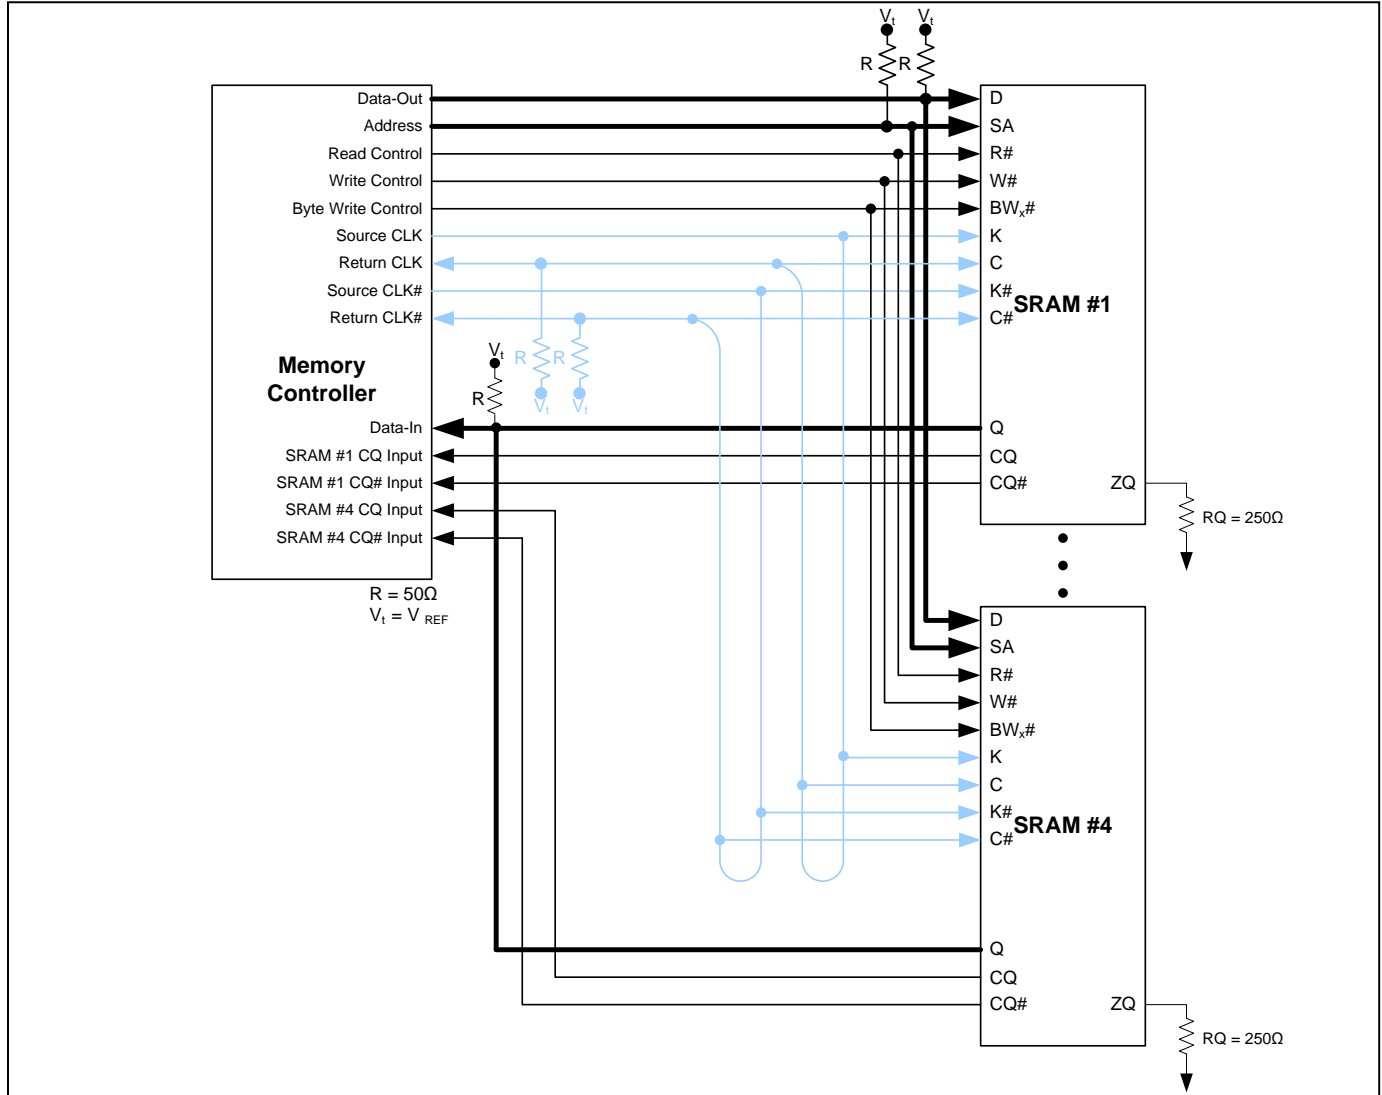 Vt Vt
R R
Data-Out
Address
Read Control
Write Control
Byte Write Control
Source CLK
Return CLK
Source CLK#
Return CLK#
Memory
Controller
Data-In
SRAM #1 CQ Input
SRAM #1 CQ# Input
SRAM #4 CQ Input
SRAM #4 CQ# Input
R = 50Ω
Vt = V REF
Vt
R
R R
Vt Vt
D
SA
R#
W#
BWx#
K
C
K#
SRAM #1
C#
Q
CQ
CQ# ZQ
RQ = 250Ω
D
SA
R#
W#
BWx#
K
C
K#
SRAM #4
C#
Q
CQ
CQ# ZQ
RQ = 250Ω